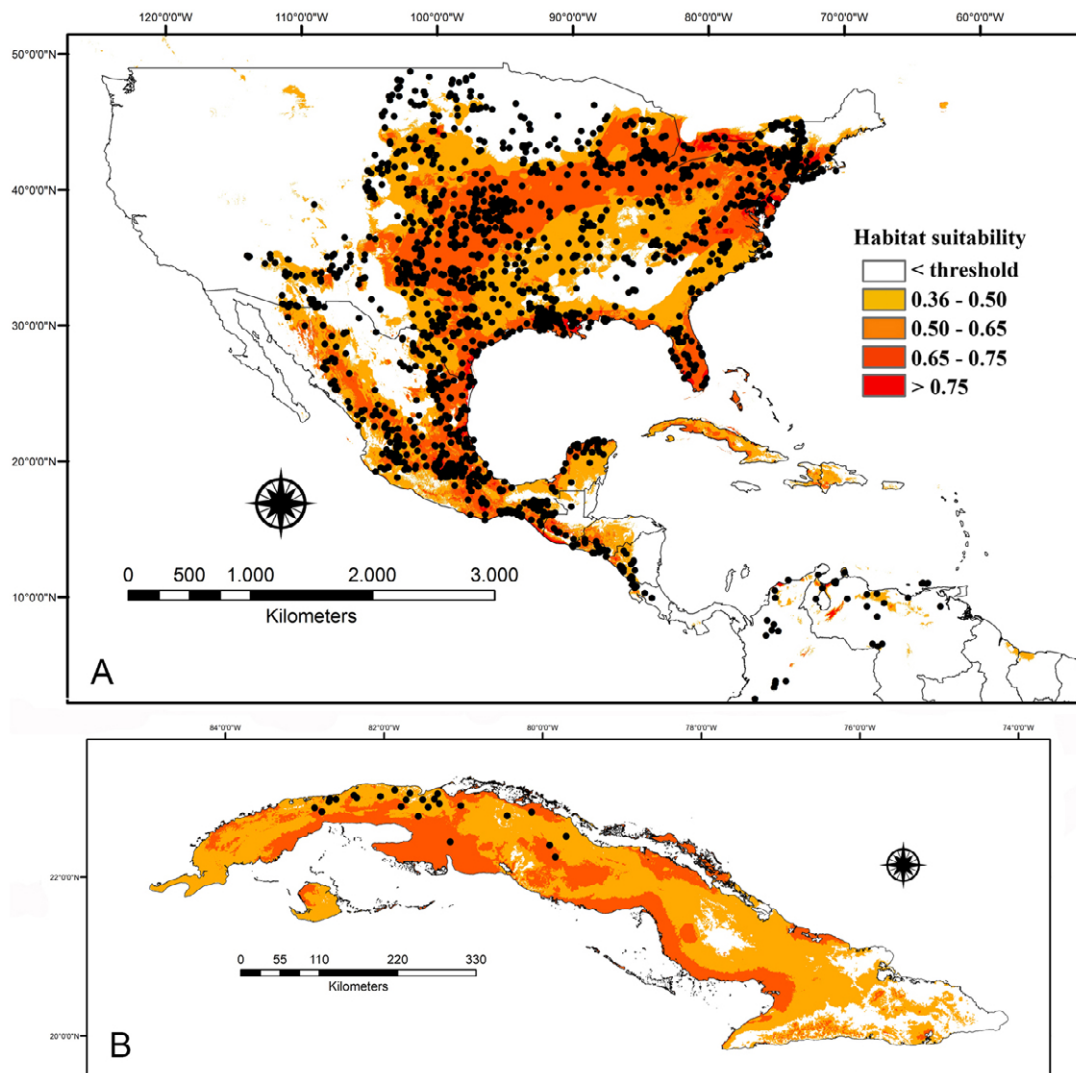 120°0'0"W 110°0'0"W 100°0'0"W 90°0'0"W 80°0'0"W 70°0'0"W 60°0'0"W
50°0'0"N
40°0'0"N
30°0'0"N
20°0'0"N
10°0'0"N
Habitat suitability
< threshold
0.36 - 0.50
0.50 - 0.65
0.65 - 0.75
> 0.75
0 500 1.000 2.000 3.000
Kilometers
A
84°0'0"W 82°0'0"W 80°0'0"W 78°0'0"W 76°0'0"W 74°0'0"W
22°0'0"N
20°0'0"N
0 55 110 220 330
Kilometers
B